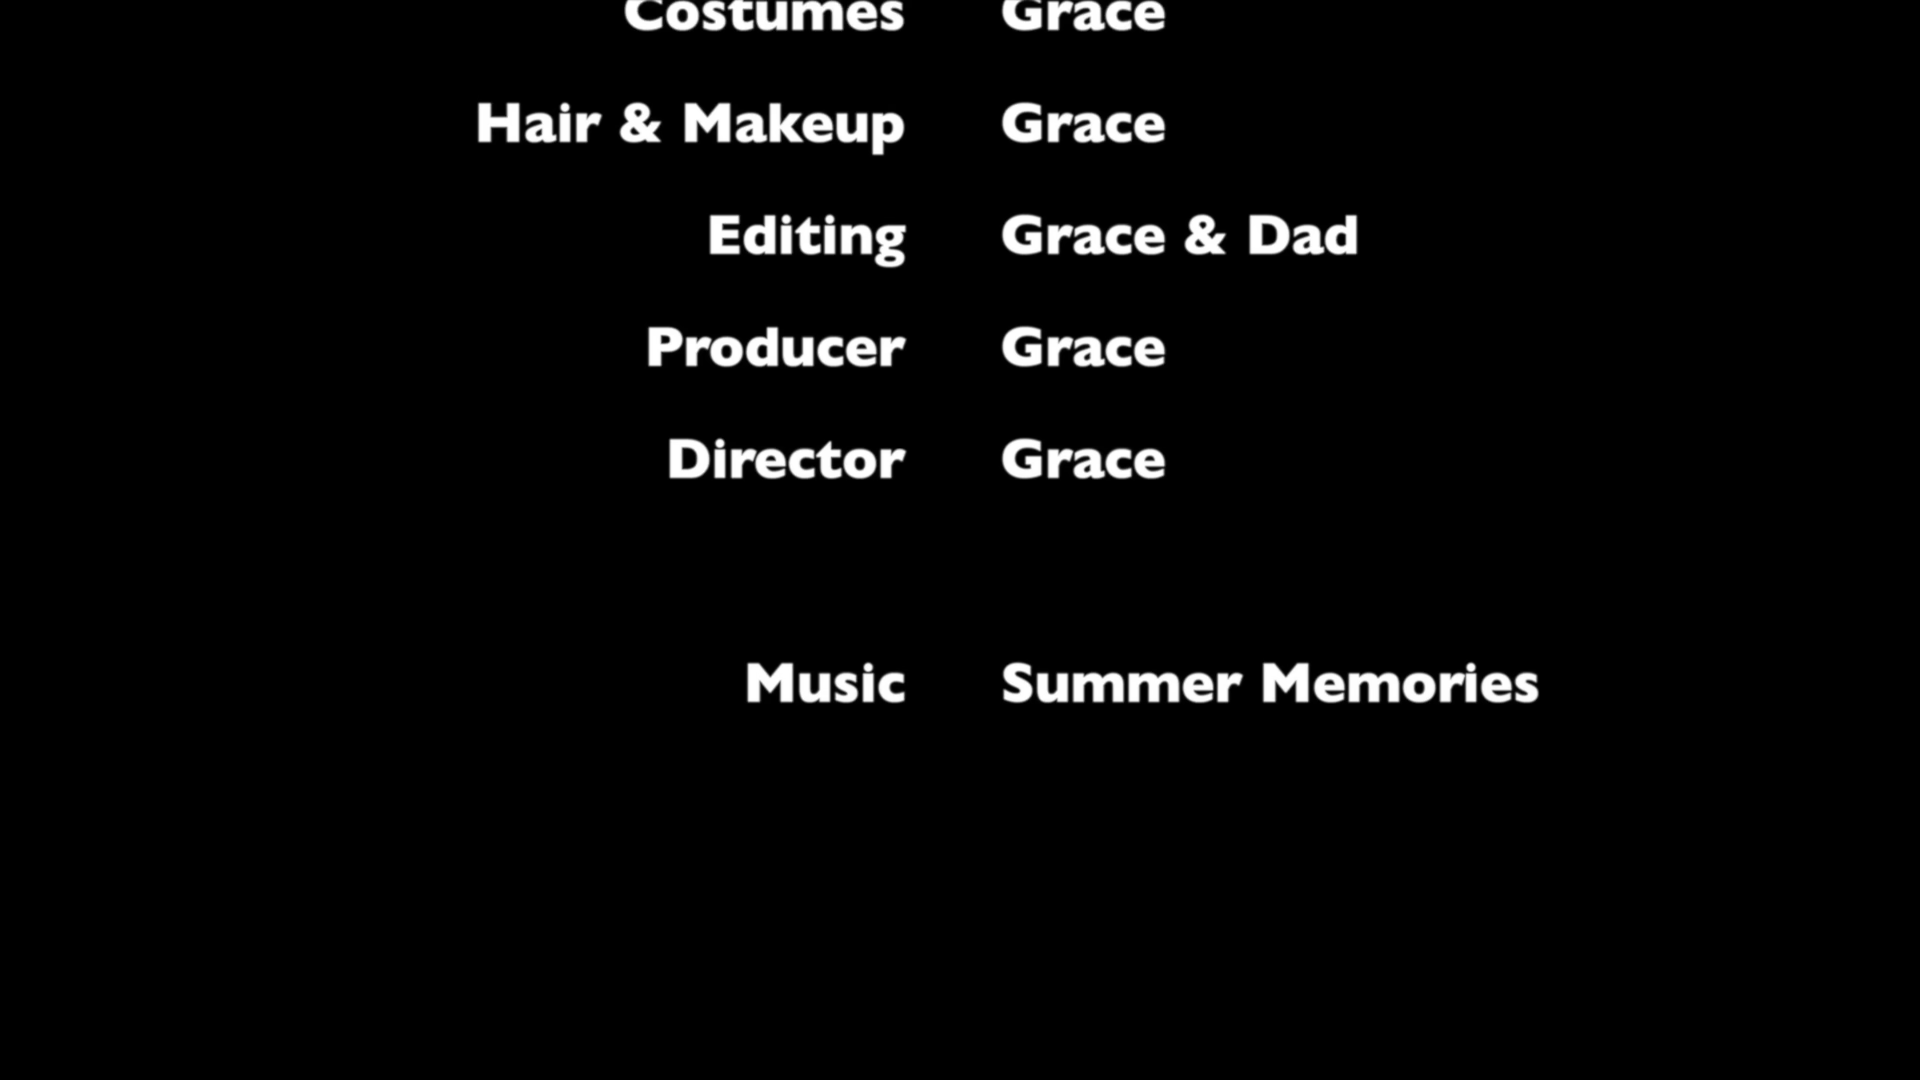 Costumes Grace
Hair & Makeup Grace
Editing Grace & Dad
Producer Grace
Director Grace
Music Summer Memories